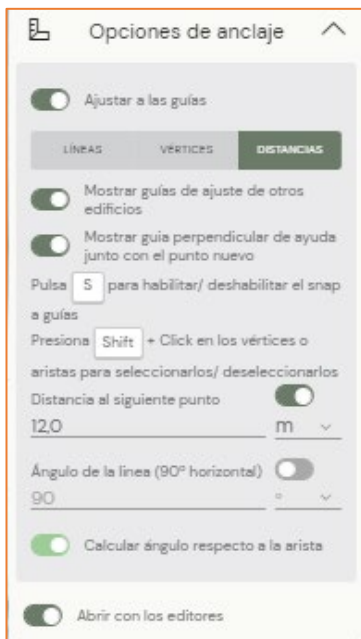 Opciones de anclaje
Ajustar a las guías
LÍNEAS VÉRTICES DISTANCIAS
Mostrar guías de ajuste de otros
edificios
Mostrar guia perpendicular de ayuda
junto con el punto nuevo
Pulsa S para habilitar/ deshabilitar el snap
a guías
Presiona Shift + Click en los vértices o
aristas para seleccionarlos/ deseleccionarlos
Distancia al siguiente punto
12,0 m
Ángulo de la línea (90º horizontal)
90 °
Calcular ángulo respecto a la arista
Abrir con los editores